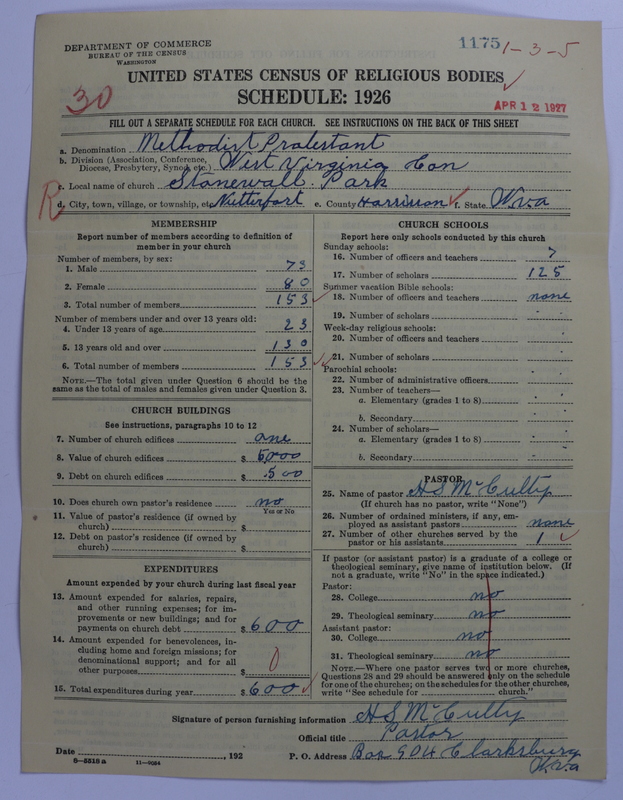 DEPARTMENT OF COMMERCE
BUREAU OF THE CENSUS
WASHINGTON
1175 1-3-5
UNITED STATES CENSUS OF RELIGIOUS BODIES
SCHEDULE: 1926
30
APR 12 1927
FILL OUT A SEPARATE SCHEDULE FOR EACH CHURCH. SEE INSTRUCTIONS ON THE BACK OF THIS SHEET
a. Denomination Methodist Protestant
b. Division (Association, Conference, Diocese, Presbytery, Synod, etc.) West Virginia Con
c. Local name of church Stonewall Park
R
d. City, town, village, or township, etc. Nutterfort e. County Harrison f. State W.va
MEMBERSHIP
Report number of members according to definition of
member in your church
Number of members, by sex:
1. Male 73
2. Female 80
3. Total number of members 153
Number of members under and over 13 years old:
4. Under 13 years of age 23
5. 13 years old and over 130
6. Total number of members 153
NOTE.—The total given under Question 6 should be the
same as the total of males and females given under Question 3.
CHURCH BUILDINGS
See instructions, paragraphs 10 to 12
7. Number of church edifices one
8. Value of church edifices $ 5000
9. Debt on church edifices $ 500
10. Does church own pastor's residence no
Yes or No
11. Value of pastor's residence (if owned by
church) $
12. Debt on pastor's residence (if owned by
church) $
EXPENDITURES
Amount expended by your church during last fiscal year
13. Amount expended for salaries, repairs,
and other running expenses; for im-
provements or new buildings; and for
payments on church debt $ 600
14. Amount expended for benevolences, in-
cluding home and foreign missions; for
denominational support; and for all
other purposes $ 0
15. Total expenditures during year $ 600
CHURCH SCHOOLS
Report here only schools conducted by this church
Sunday schools:
16. Number of officers and teachers 7
17. Number of scholars 125
Summer vacation Bible schools:
18. Number of officers and teachers none
19. Number of scholars " "
Week-day religious schools:
20. Number of officers and teachers "
21. Number of scholars " "
Parochial schools:
22. Number of administrative officers "
23. Number of teachers—
a. Elementary (grades 1 to 8) " "
b. Secondary " "
24. Number of scholars—
a. Elementary (grades 1 to 8) " "
b. Secondary " "
PASTOR
25. Name of pastor HS McCulty
(If church has no pastor, write "None")
26. Number of ordained ministers, if any, em-
ployed as assistant pastors none
27. Number of other churches served by the
pastor or his assistants 1
If pastor (or assistant pastor) is a graduate of a college or
theological seminary, give name of institution below. (If
not a graduate, write "No" in the space indicated.)
Pastor:
28. College no
29. Theological seminary no
Assistant pastor:
30. College no
31. Theological seminary no
NOTE.—Where one pastor serves two or more churches,
Questions 28 and 29 should be answered only on the schedule
for one of the churches; on the schedules for the other churches,
write "See schedule for church."
Signature of person furnishing information HS McCulty
Official title Pastor
Date , 192 P. O. Address Box 904 Clarksburg
W.va
8-5518a 11-9064